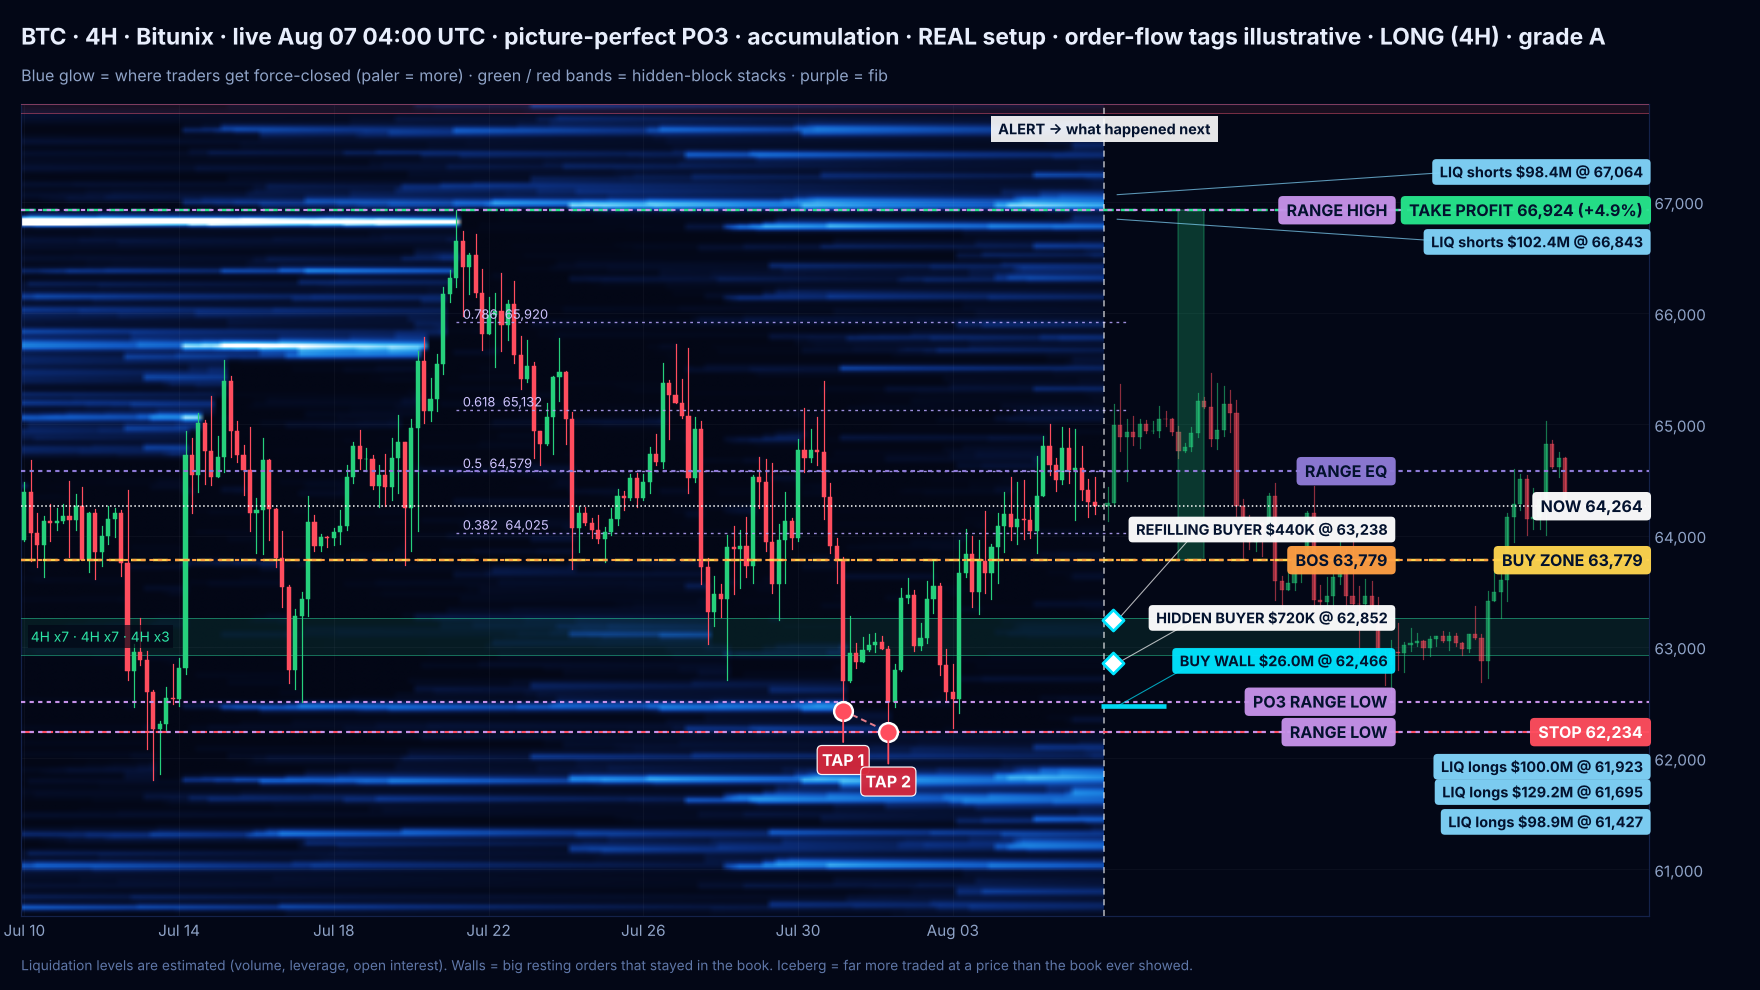 BTC · 4H · Bitunix · live Aug 07 04:00 UTC · picture-perfect PO3 · accumulation · REAL setup · order-flow tags illustrative · LONG (4H) · grade A
Blue glow = where traders get force-closed (paler = more) · green / red bands = hidden-block stacks · purple = fib
ALERT → what happened next
LIQ shorts $98.4M @ 67,064
RANGE HIGH
TAKE PROFIT 66,924 (+4.9%)
67,000
LIQ shorts $102.4M @ 66,843
0.786 65,920
66,000
0.618 65,132
65,000
0.5 64,579
RANGE EQ
NOW 64,264
0.382 64,025
REFILLING BUYER $440K @ 63,238
64,000
BOS 63,779
BUY ZONE 63,779
HIDDEN BUYER $720K @ 62,852
4H x7 · 4H x7 · 4H x3
63,000
BUY WALL $26.0M @ 62,466
PO3 RANGE LOW
RANGE LOW
STOP 62,234
TAP 1
62,000
LIQ longs $100.0M @ 61,923
TAP 2
LIQ longs $129.2M @ 61,695
LIQ longs $98.9M @ 61,427
61,000
Jul 10
Jul 14
Jul 18
Jul 22
Jul 26
Jul 30
Aug 03
Liquidation levels are estimated (volume, leverage, open interest). Walls = big resting orders that stayed in the book. Iceberg = far more traded at a price than the book ever showed.